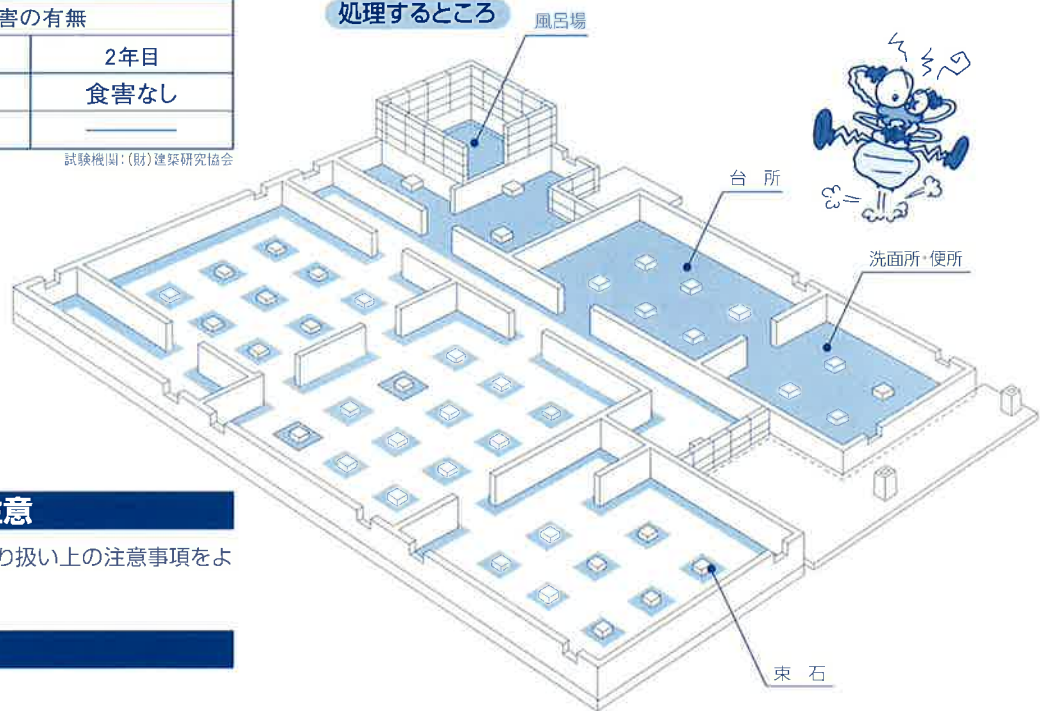 害の有無
2年目
食害なし
試験機関:(財)建築研究協会
処理するところ
風呂場
台 所
洗面所・便所
束 石
注意
り扱い上の注意事項をよ